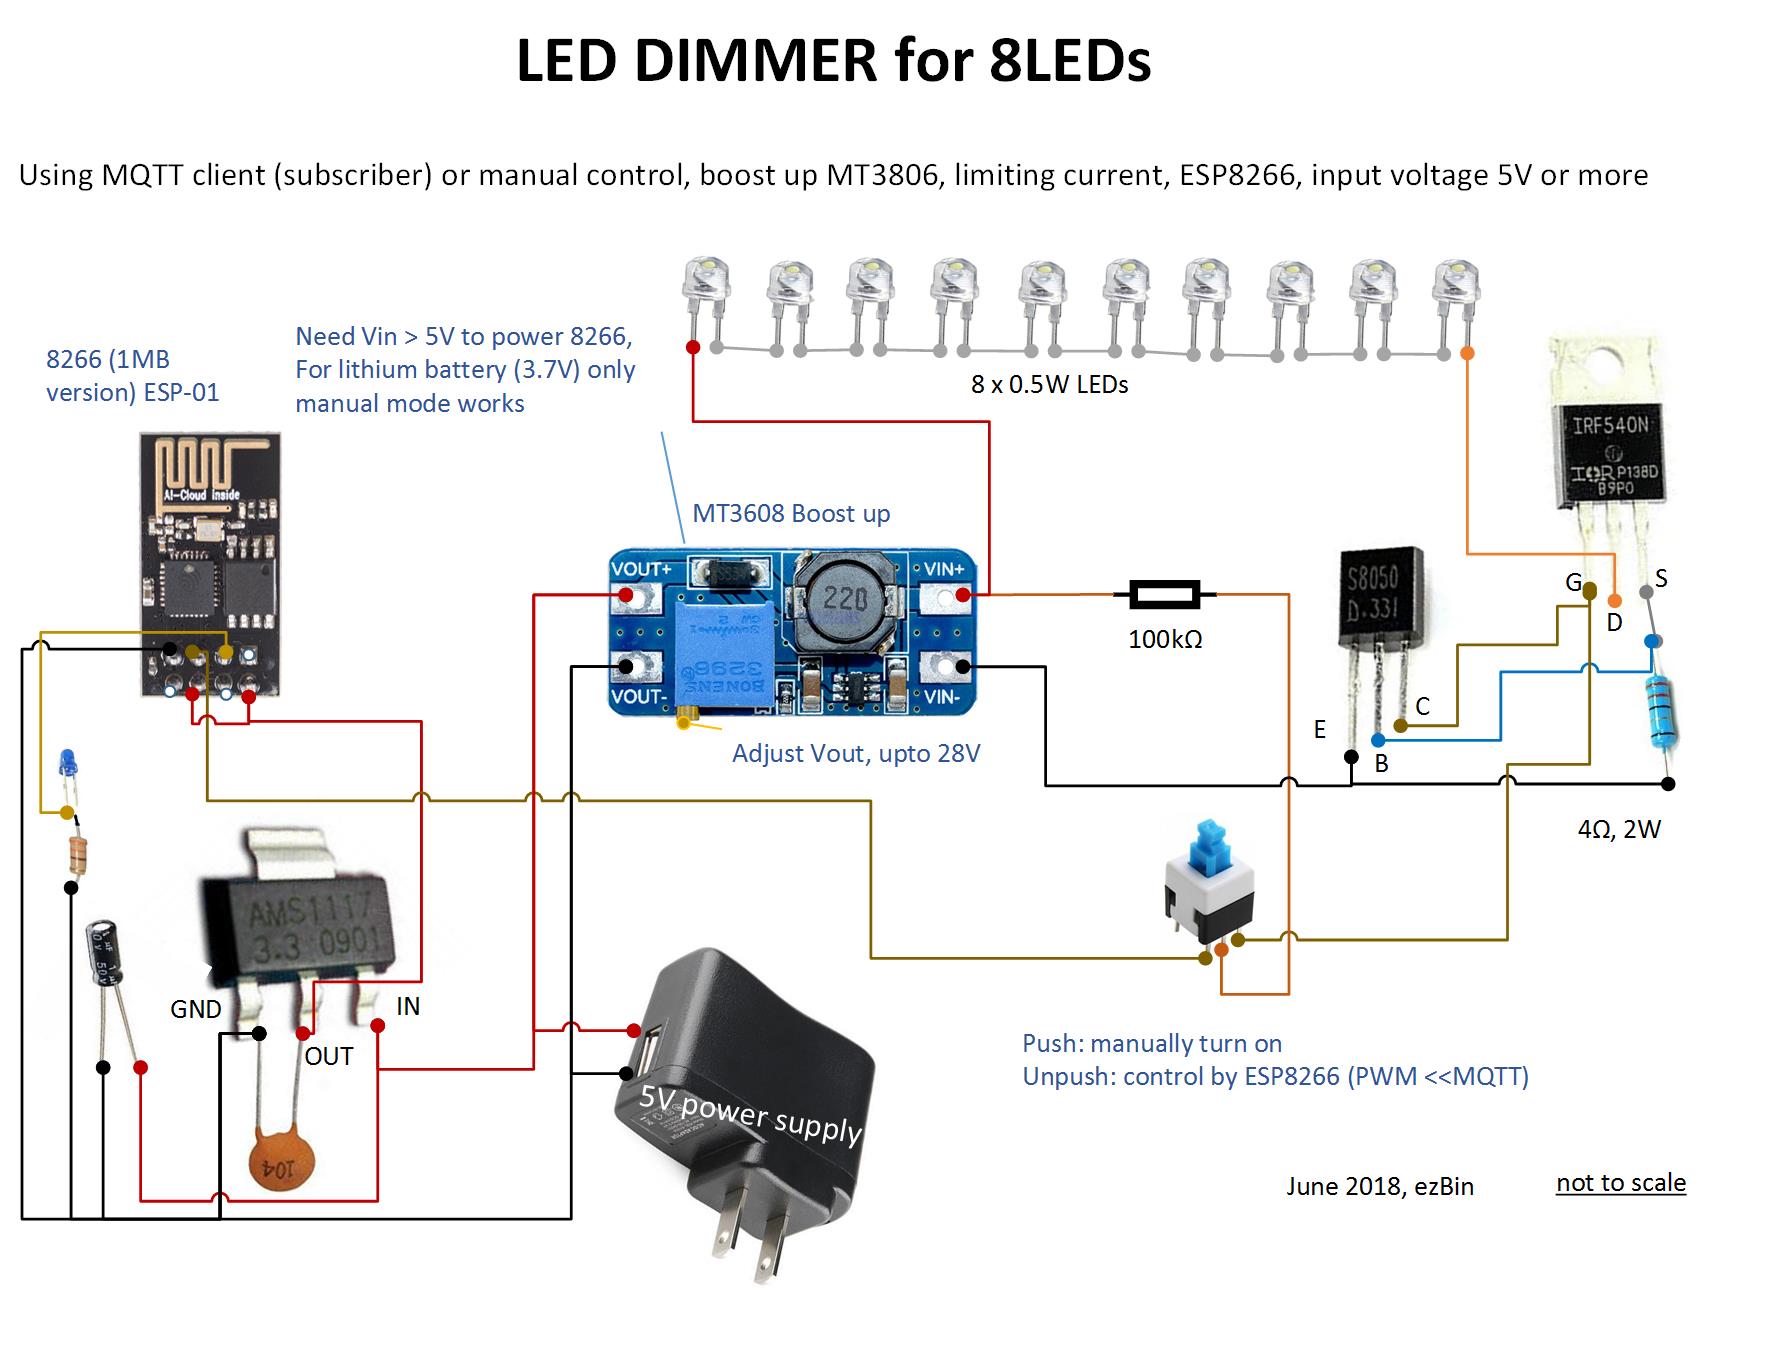 LED DIMMER for 8LEDs
Using MQTT client (subscriber) or manual control, boost up MT3806, limiting current, ESP8266, input voltage 5V or more
8266 (1MB
version) ESP-01
Need Vin > 5V to power 8266,
For lithium battery (3.7V) only
manual mode works
8 x 0.5W LEDs
IRF540N
IOR P138D
B9P0
AI-Cloud inside
MT3608 Boost up
VOUT+
VIN+
220
3296
BONENS
VOUT-
VIN-
100kΩ
S8050
D.331
G
S
D
E
C
B
Adjust Vout, upto 28V
4Ω, 2W
AMS1117
3.3 0901
GND
IN
OUT
104
50V
5V power supply
Push: manually turn on
Unpush: control by ESP8266 (PWM <<MQTT)
June 2018, ezBin
not to scale